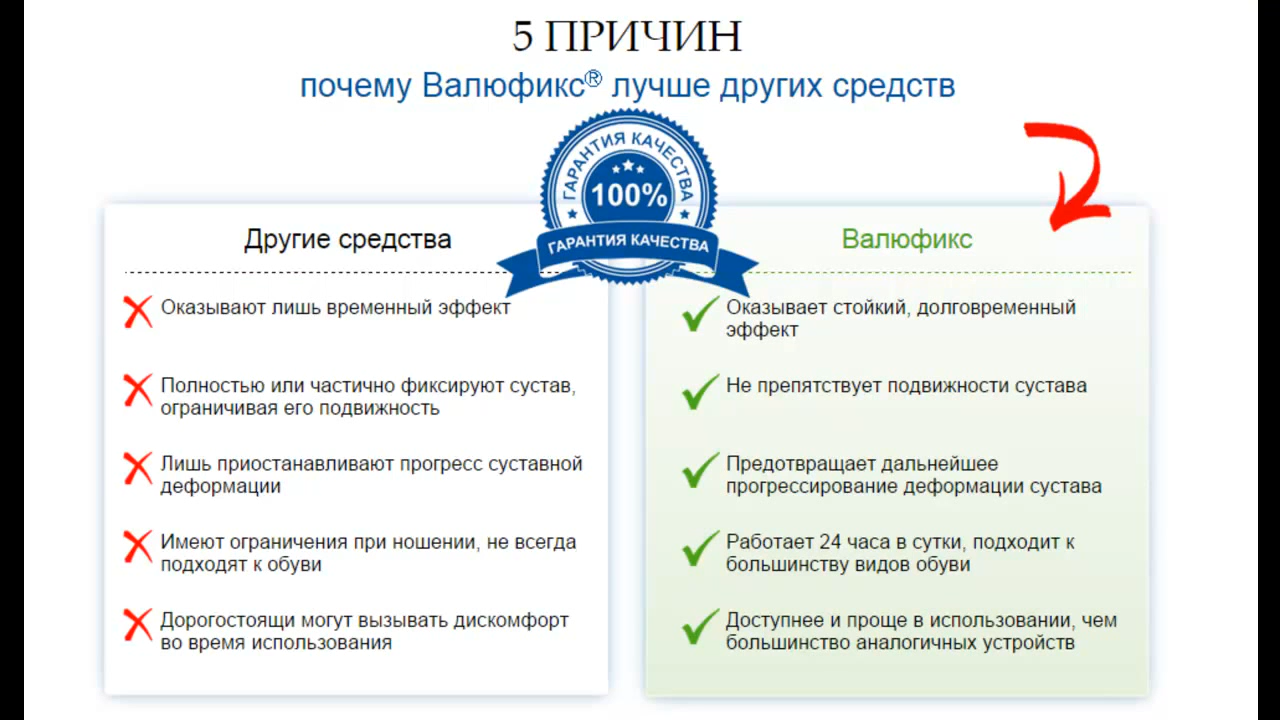 5 ПРИЧИН
почему Валюфикс® лучше других средств
ГАРАНТИЯ КАЧЕСТВА
100%
ГАРАНТИЯ КАЧЕСТВА
Другие средства
Оказывают лишь временный эффект
Полностью или частично фиксируют сустав,
ограничивая его подвижность
Лишь приостанавливают прогресс суставной
деформации
Имеют ограничения при ношении, не всегда
подходят к обуви
Дорогостоящи могут вызывать дискомфорт
во время использования
Валюфикс
Оказывает стойкий, долговременный
эффект
Не препятствует подвижности сустава
Предотвращает дальнейшее
прогрессирование деформации сустава
Работает 24 часа в сутки, подходит к
большинству видов обуви
Доступнее и проще в использовании, чем
большинство аналогичных устройств